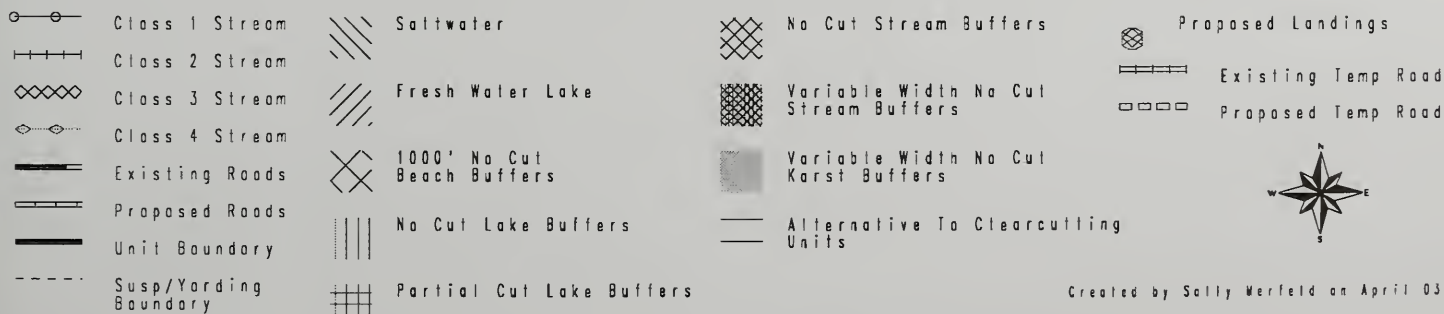 Class 1 Stream
Class 2 Stream
Class 3 Stream
Class 4 Stream
Existing Roads
Proposed Roads
Unit Boundary
Susp/Yarding
Boundary
Saltwater
Fresh Water Lake
1000' No Cut
Beach Buffers
No Cut Lake Buffers
Partial Cut Lake Buffers
No Cut Stream Buffers
Variable Width No Cut
Stream Buffers
Variable Width No Cut
Karst Buffers
Alternative To Clearcutting
Units
Proposed Landings
Existing Temp Road
Proposed Temp Road
N
W E
S
Created by Sally Werfeld on April 03